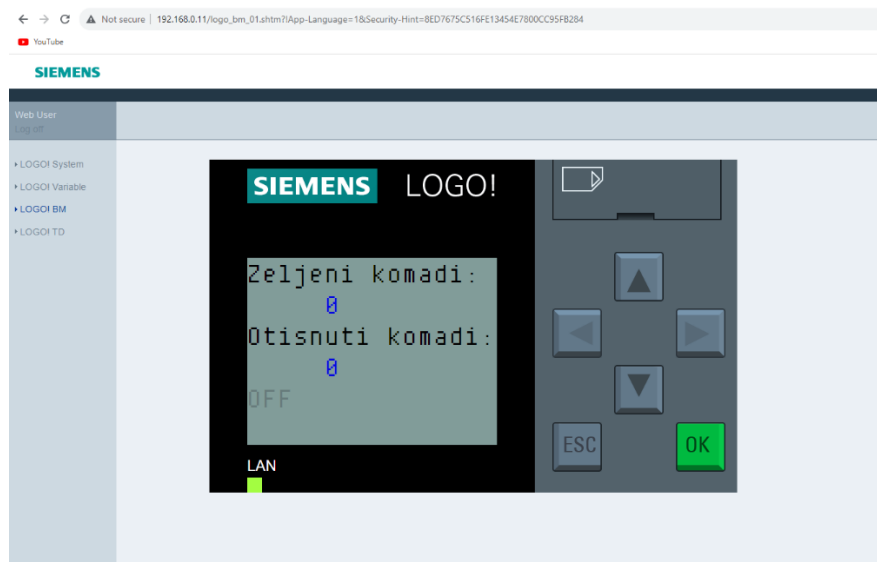 Not secure | 192.168.0.11/logo_bm_01.shtm?!App-Language=1&Security-Hint=8ED7675C516FE13454E7800CC95FB284
YouTube
SIEMENS
Web User
Log off
LOGO! System
LOGO! Variable
LOGO! BM
LOGO! TD
SIEMENS LOGO!
Zeljeni komadi:
0
Otisnuti komadi:
0
OFF
ESC OK
LAN